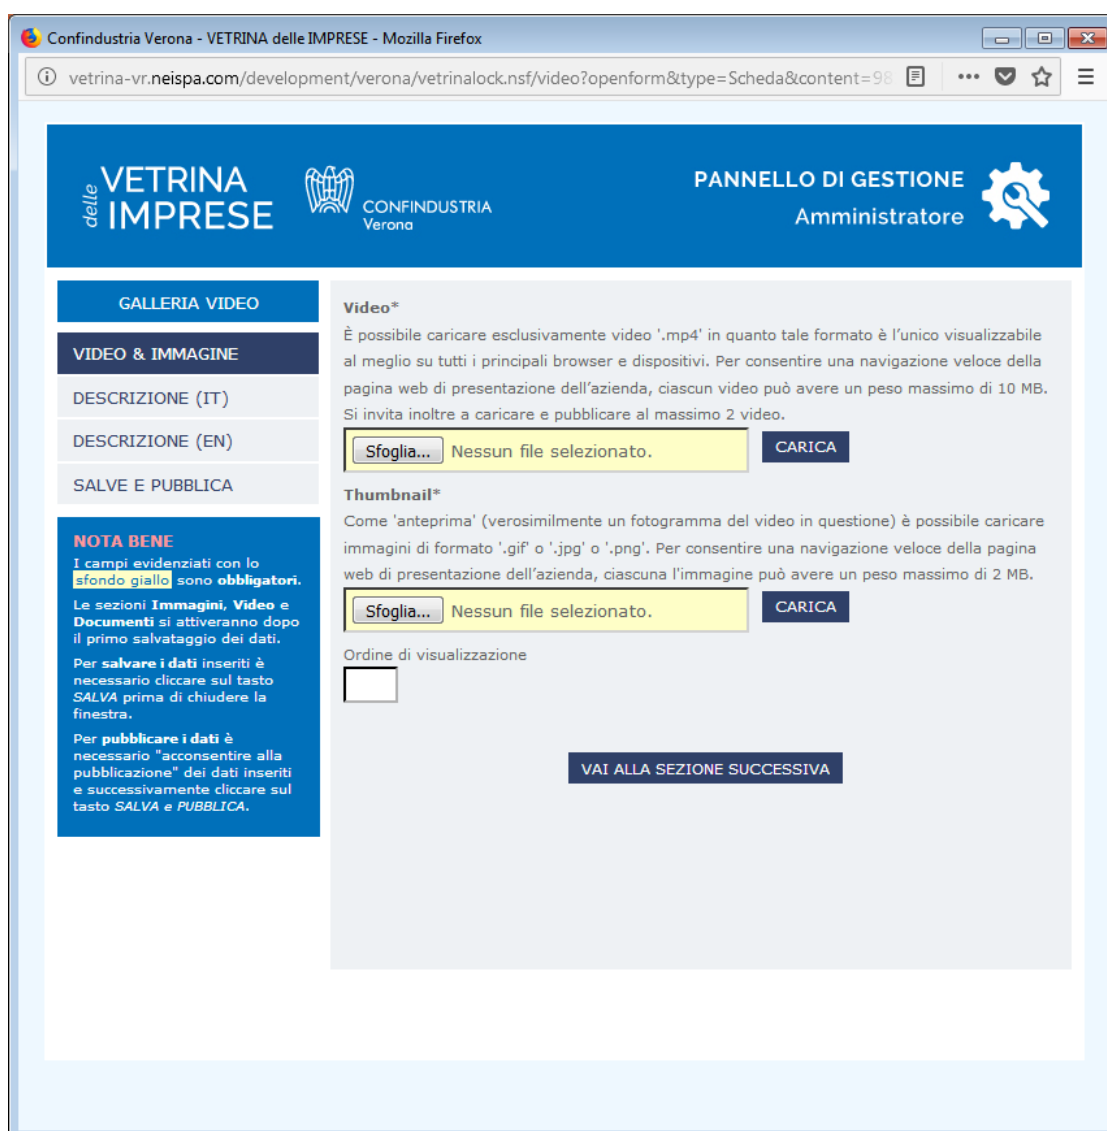 Confindustria Verona - VETRINA delle IMPRESE - Mozilla Firefox
vetrina-vr.neispa.com/development/verona/vetrinalock.nsf/video?openform&type=Scheda&content=98
delle VETRINA
IMPRESE
CONFINDUSTRIA
Verona
PANNELLO DI GESTIONE
Amministratore
GALLERIA VIDEO
VIDEO & IMMAGINE
DESCRIZIONE (IT)
DESCRIZIONE (EN)
SALVE E PUBBLICA
NOTA BENE
I campi evidenziati con lo
sfondo giallo sono obbligatori.
Le sezioni Immagini, Video e
Documenti si attiveranno dopo
il primo salvataggio dei dati.
Per salvare i dati inseriti è
necessario cliccare sul tasto
SALVA prima di chiudere la
finestra.
Per pubblicare i dati è
necessario "acconsentire alla
pubblicazione" dei dati inseriti
e successivamente cliccare sul
tasto SALVA e PUBBLICA.
Video*
È possibile caricare esclusivamente video '.mp4' in quanto tale formato è l’unico visualizzabile
al meglio su tutti i principali browser e dispositivi. Per consentire una navigazione veloce della
pagina web di presentazione dell’azienda, ciascun video può avere un peso massimo di 10 MB.
Si invita inoltre a caricare e pubblicare al massimo 2 video.
Sfoglia... Nessun file selezionato. CARICA
Thumbnail*
Come 'anteprima' (verosimilmente un fotogramma del video in questione) è possibile caricare
immagini di formato '.gif' o '.jpg' o '.png'. Per consentire una navigazione veloce della pagina
web di presentazione dell’azienda, ciascuna l'immagine può avere un peso massimo di 2 MB.
Sfoglia... Nessun file selezionato. CARICA
Ordine di visualizzazione
VAI ALLA SEZIONE SUCCESSIVA